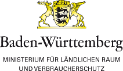 Baden-Württemberg
MINISTERIUM FÜR LÄNDLICHEN RAUM
UND VERBRAUCHERSCHUTZ